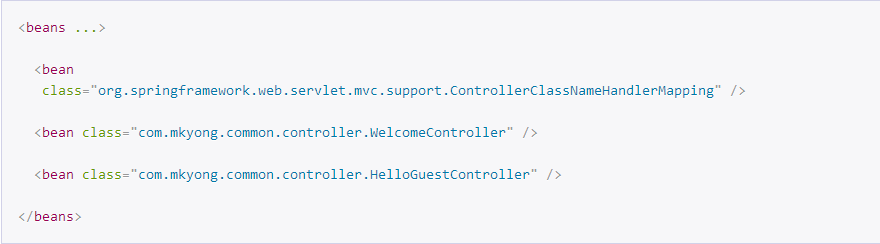 <beans ...>
<bean
class="org.springframework.web.servlet.mvc.support.ControllerClassNameHandlerMapping" />
<bean class="com.mkyong.common.controller.WelcomeController" />
<bean class="com.mkyong.common.controller.HelloGuestController" />
</beans>